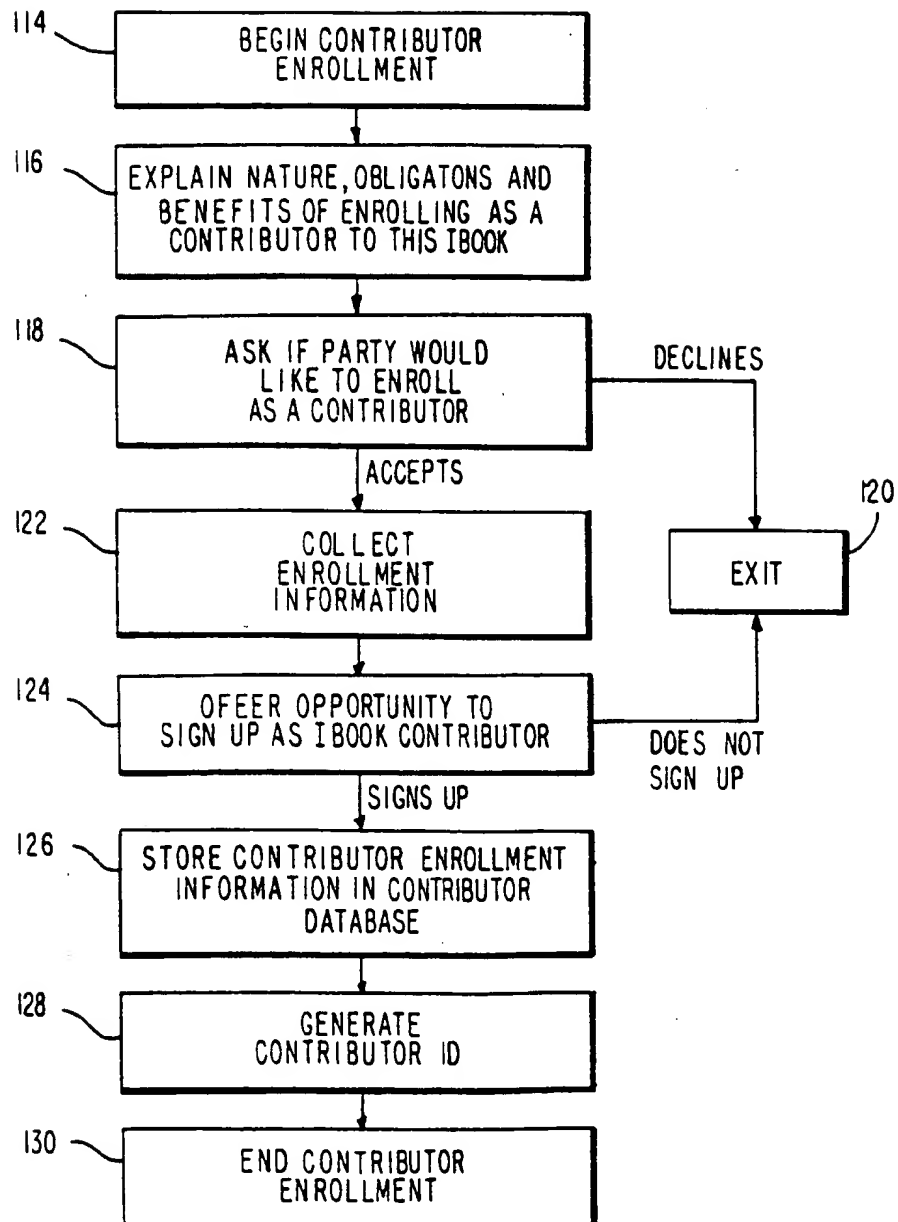 114
BEGIN CONTRIBUTOR
ENROLLMENT
116
EXPLAIN NATURE, OBLIGATONS AND
BENEFITS OF ENROLLING AS A
CONTRIBUTOR TO THIS IBOOK
118
ASK IF PARTY WOULD
LIKE TO ENROLL
AS A CONTRIBUTOR
DECLINES
ACCEPTS
120
EXIT
122
COLLECT
ENROLLMENT
INFORMATION
124
OFEER OPPORTUNITY TO
SIGN UP AS IBOOK CONTRIBUTOR
DOES NOT
SIGN UP
SIGNS UP
126
STORE CONTRIBUTOR ENROLLMENT
INFORMATION IN CONTRIBUTOR
DATABASE
128
GENERATE
CONTRIBUTOR ID
130
END CONTRIBUTOR
ENROLLMENT